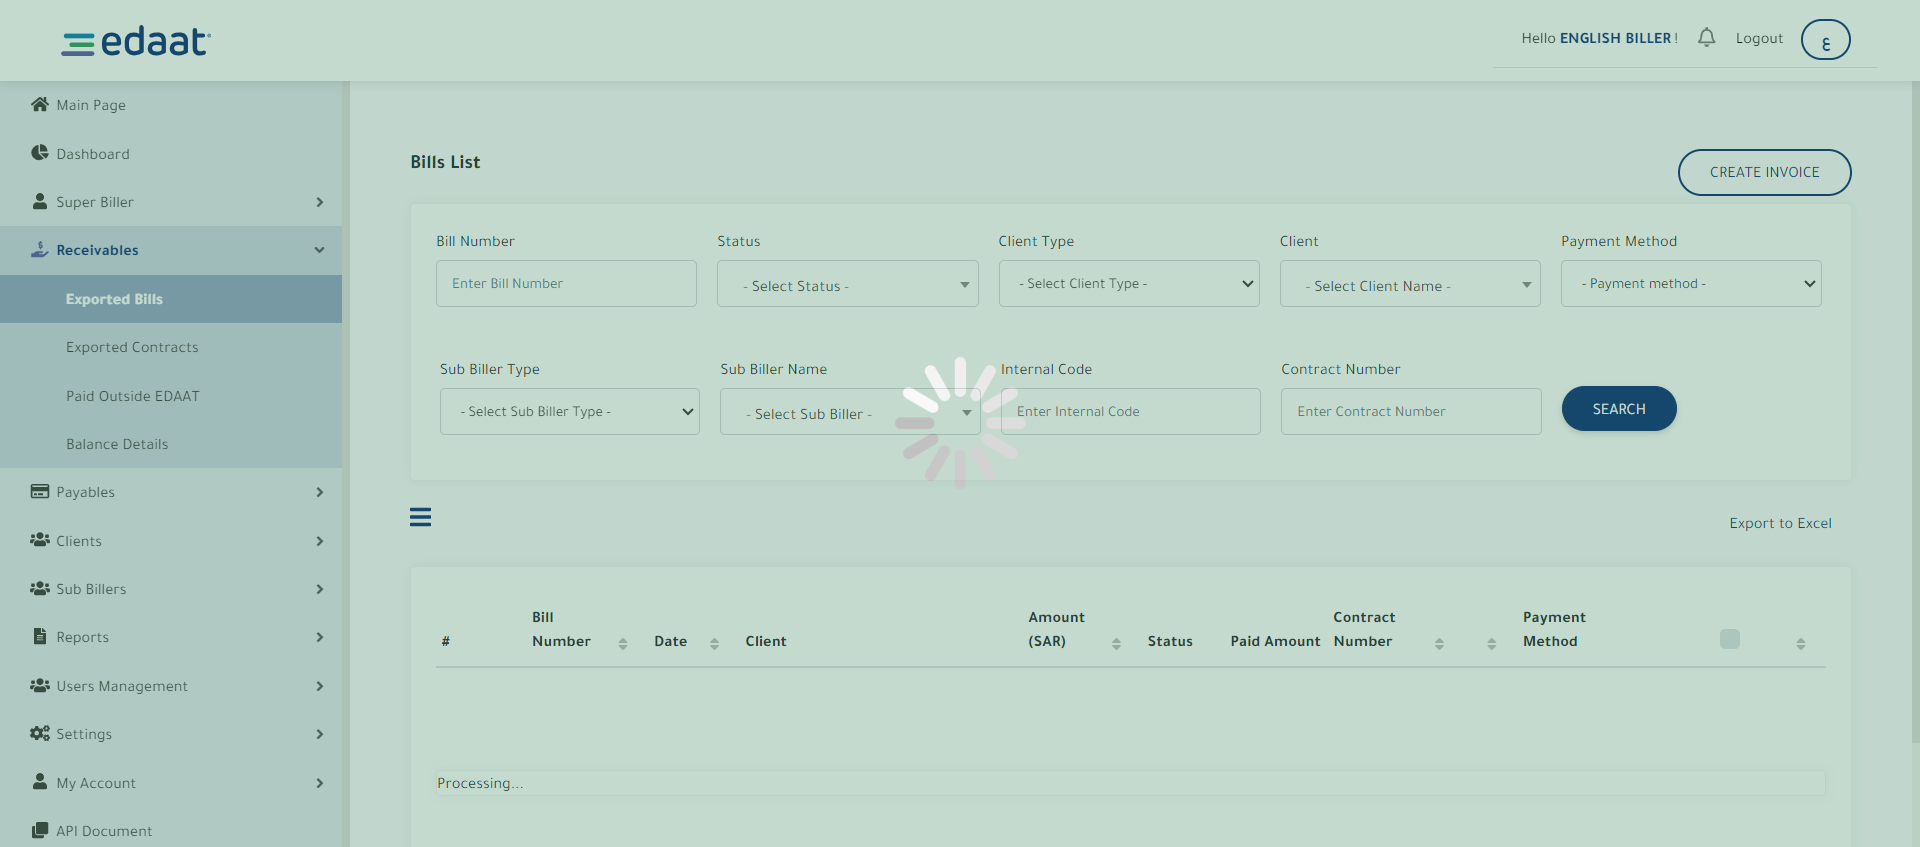 edaat
Hello ENGLISH BILLER !
Logout
ع
Main Page
Dashboard
Super Biller
Receivables
Exported Bills
Exported Contracts
Paid Outside EDAAT
Balance Details
Payables
Clients
Sub Billers
Reports
Users Management
Settings
My Account
API Document
Bills List
CREATE INVOICE
Bill Number
Status
Client Type
Client
Payment Method
Enter Bill Number
- Select Status -
- Select Client Type -
- Select Client Name -
- Payment method -
Sub Biller Type
Sub Biller Name
Internal Code
Contract Number
- Select Sub Biller Type -
- Select Sub Biller -
Enter Internal Code
Enter Contract Number
SEARCH
Export to Excel
#
Bill
Number
Date
Client
Amount
(SAR)
Status
Paid Amount
Contract
Number
Payment
Method
Processing...